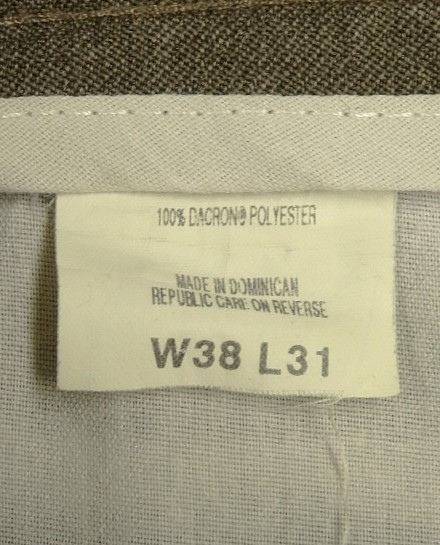 100% DACRON® POLYESTER
MADE IN DOMINICAN
REPUBLIC CARE ON REVERSE
W38 L31